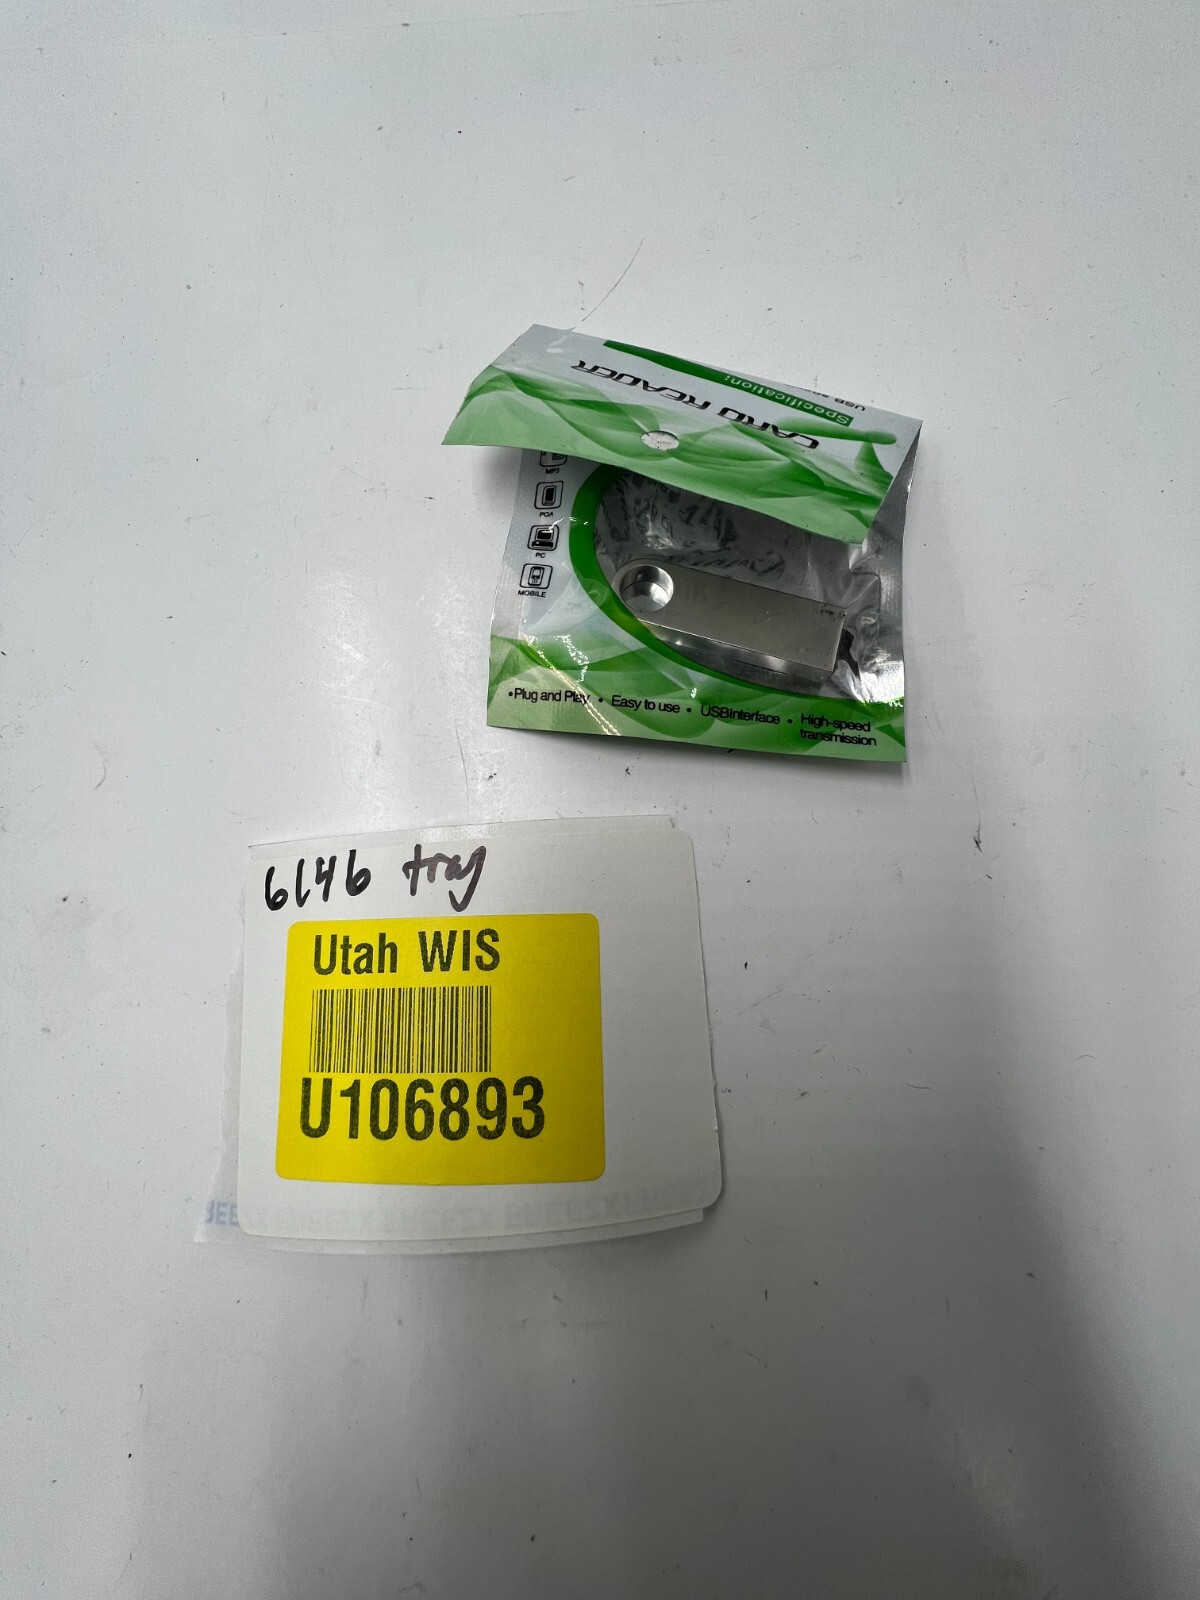 USB
Specification:
CARD READER
MP3
PDA
PC
MOBILE
•Plug and Play • Easy to use • USBInterface • High-speed
transmission
6146 tray
Utah WIS
U106893